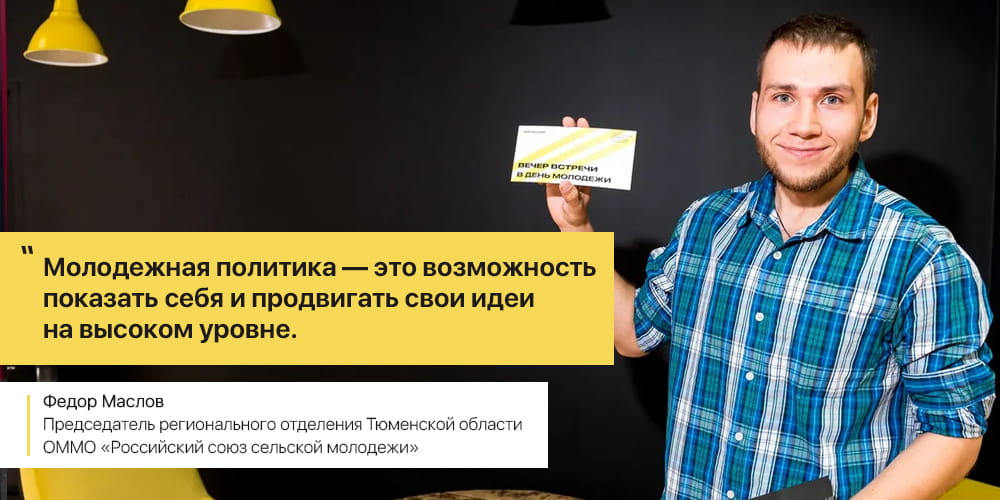 ВЕЧЕР ВСТРЕЧИ
В ДЕНЬ МОЛОДЕЖИ
" Молодежная политика — это возможность
показать себя и продвигать свои идеи
на высоком уровне.
Федор Маслов
Председатель регионального отделения Тюменской области
ОММО «Российский союз сельской молодежи»